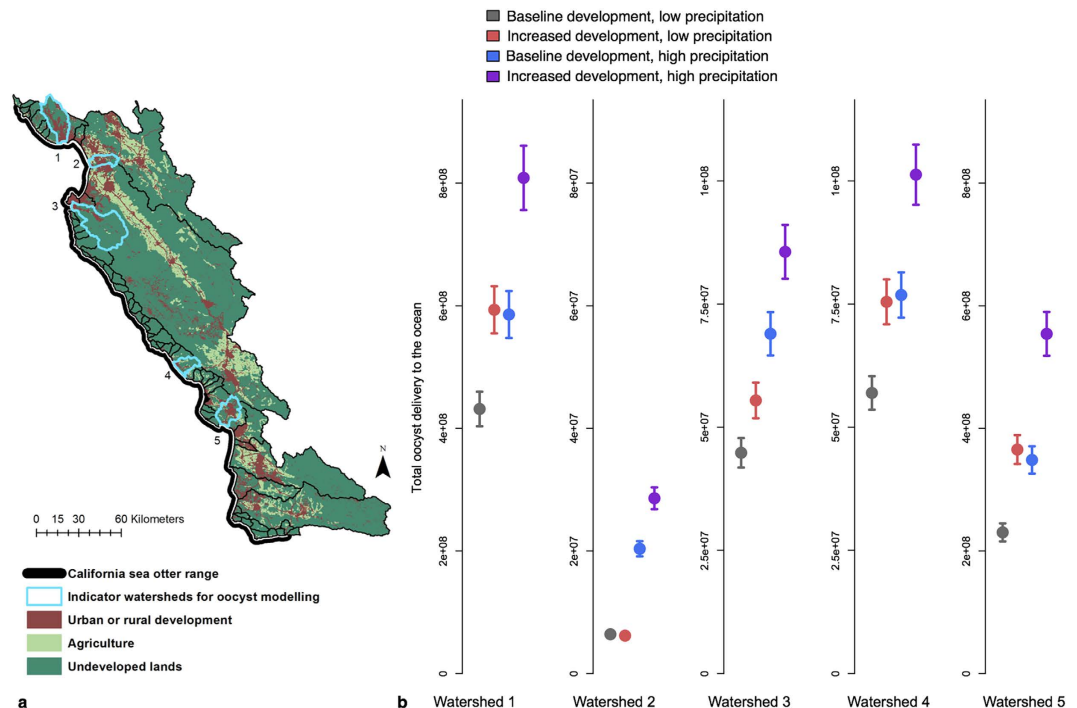 Baseline development, low precipitation
Increased development, low precipitation
Baseline development, high precipitation
Increased development, high precipitation
1
2
3
4
5
N
0 15 30 60 Kilometers
California sea otter range
Indicator watersheds for oocyst modelling
Urban or rural development
Agriculture
Undeveloped lands
a
Total oocyst delivery to the ocean
8e+08
6e+08
4e+08
2e+08
0
Watershed 1
8e+07
6e+07
4e+07
2e+07
0
Watershed 2
1e+08
7.5e+07
5e+07
2.5e+07
0
Watershed 3
1e+08
7.5e+07
5e+07
2.5e+07
0
Watershed 4
8e+08
6e+08
4e+08
2e+08
0
Watershed 5
b